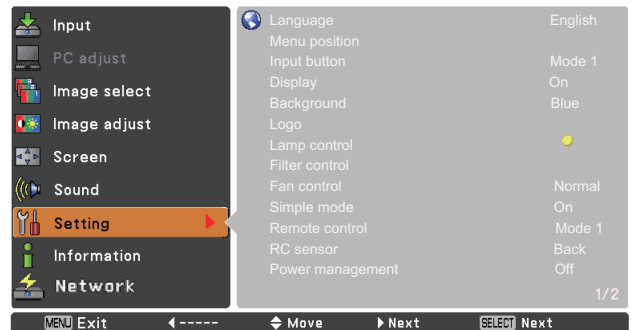 Input
PC adjust
Image select
Image adjust
Screen
Sound
Setting
Information
Network
Language English
Menu position
Input button Mode 1
Display On
Background Blue
Logo
Lamp control
Filter control
Fan control Normal
Simple mode On
Remote control Mode 1
RC sensor Back
Power management Off
1/2
MENU Exit ----- Move Next SELECT Next